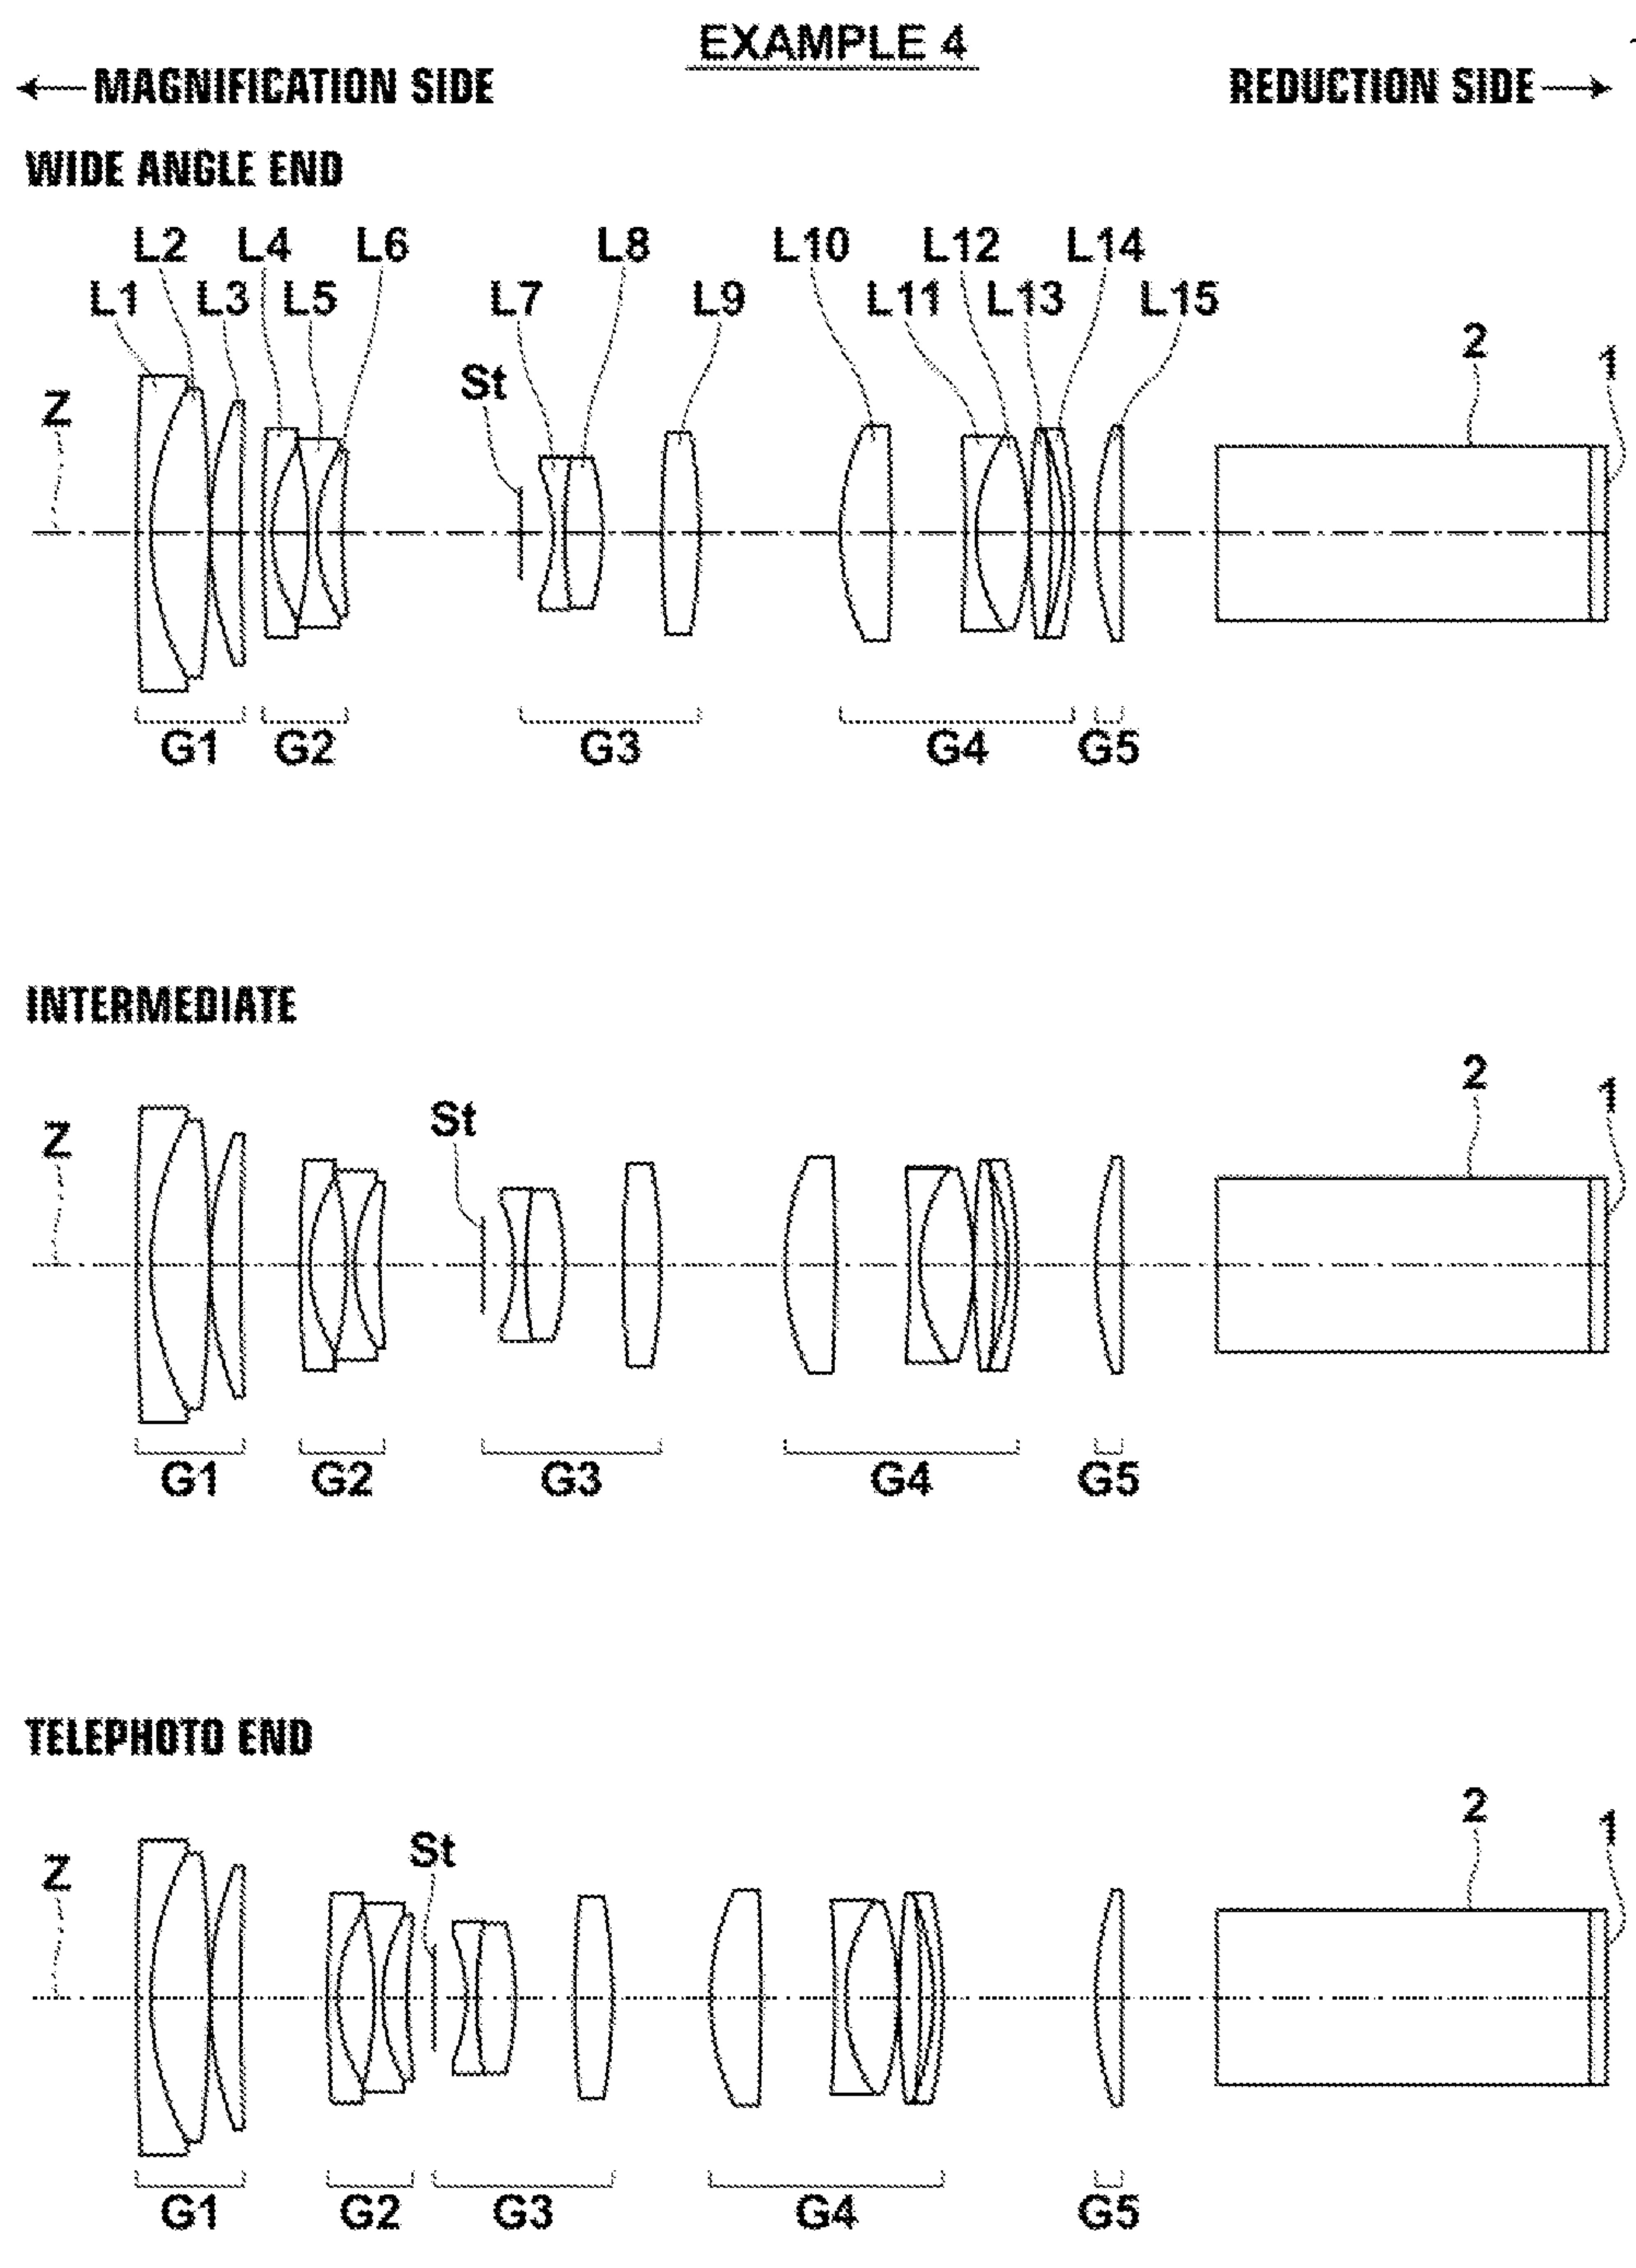 EXAMPLE 4
MAGNIFICATION SIDE
REDUCTION SIDE
WIDE ANGLE END
L2 L4 L6 L8 L10 L12 L14
L1 L3 L5 L7 L9 L11 L13 L15
2
1
St
Z
G1 G2 G3 G4 G5
INTERMEDIATE
2
1
St
Z
G1 G2 G3 G4 G5
TELEPHOTO END
2
1
St
Z
G1 G2 G3 G4 G5